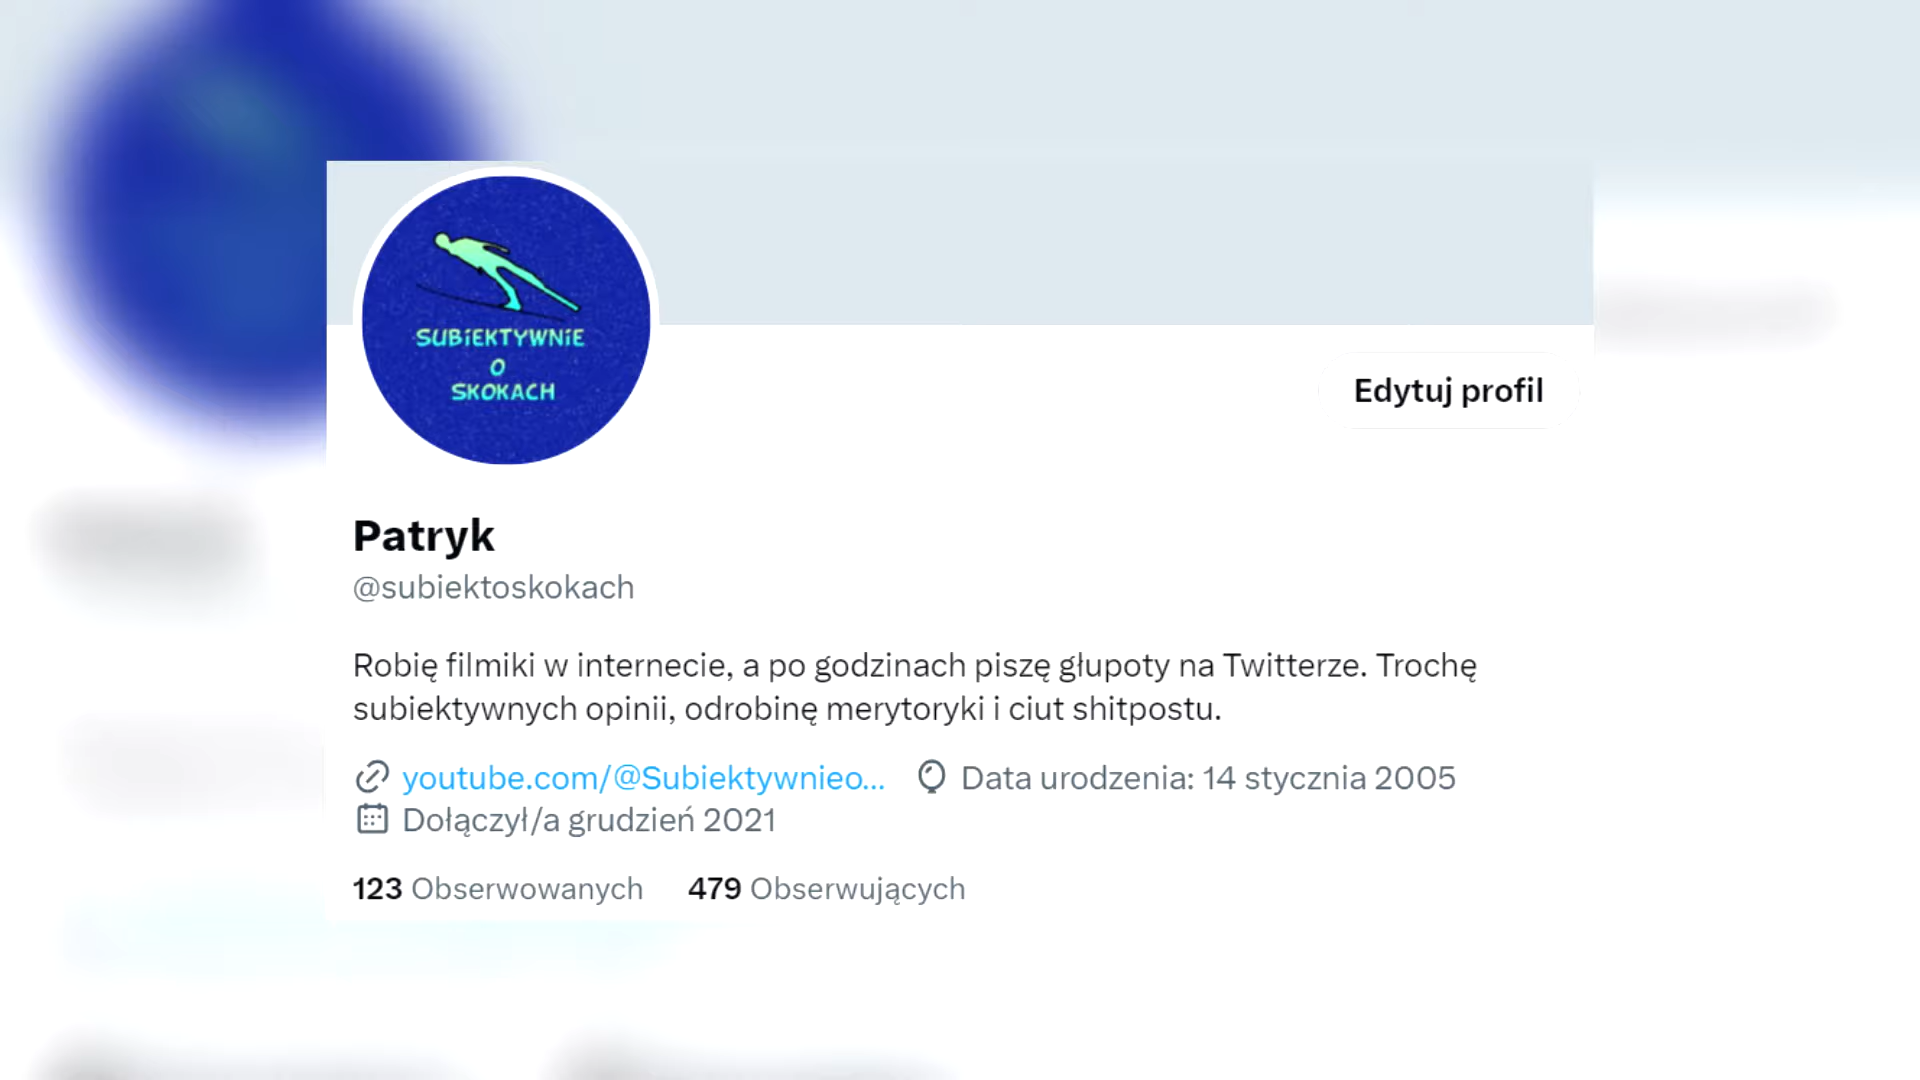 SUBiEKTYWNiE
O
SKOKACH
Edytuj profil
Patryk
@subiektoskokach
Robię filmiki w internecie, a po godzinach piszę głupoty na Twitterze. Trochę
subiektywnych opinii, odrobinę merytoryki i ciut shitpostu.
youtube.com/@Subiektywnieo... Data urodzenia: 14 stycznia 2005
Dołączył/a grudzień 2021
123 Obserwowanych 479 Obserwujących